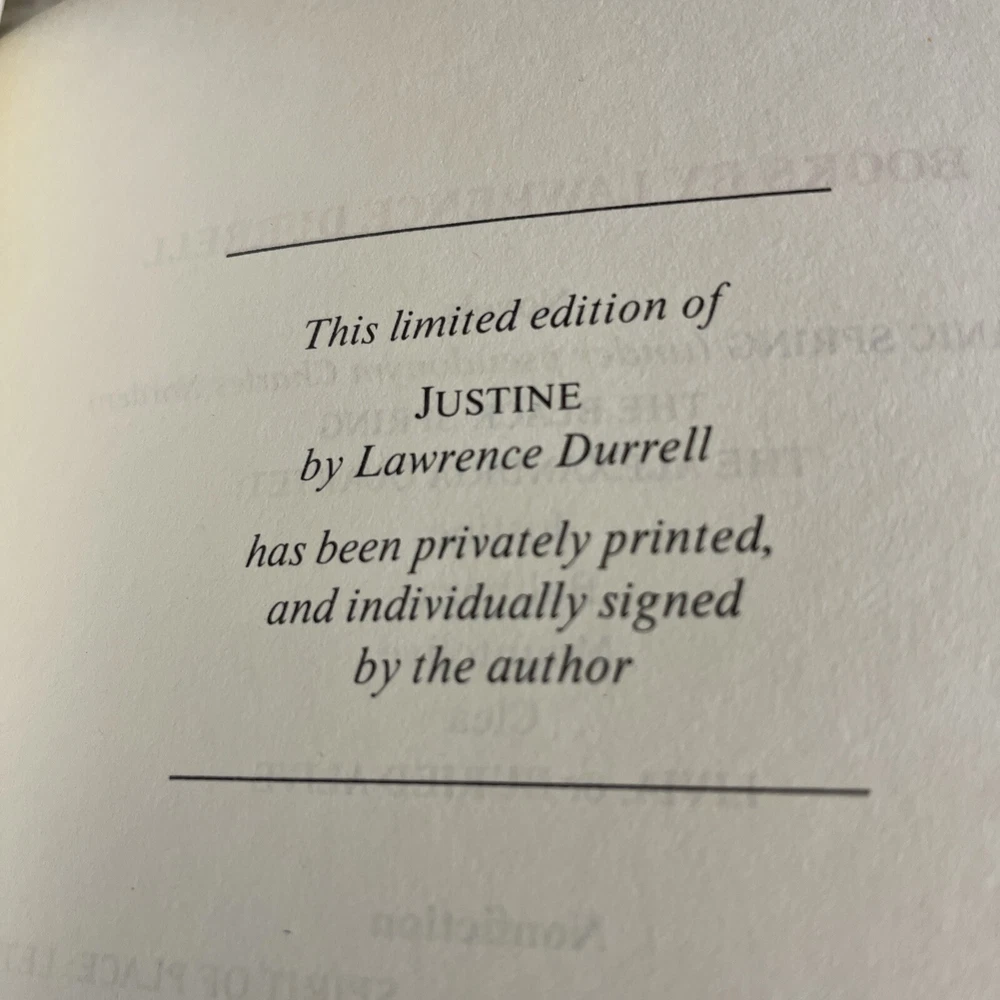 This limited edition of
JUSTINE
by Lawrence Durrell
has been privately printed,
and individually signed
by the author